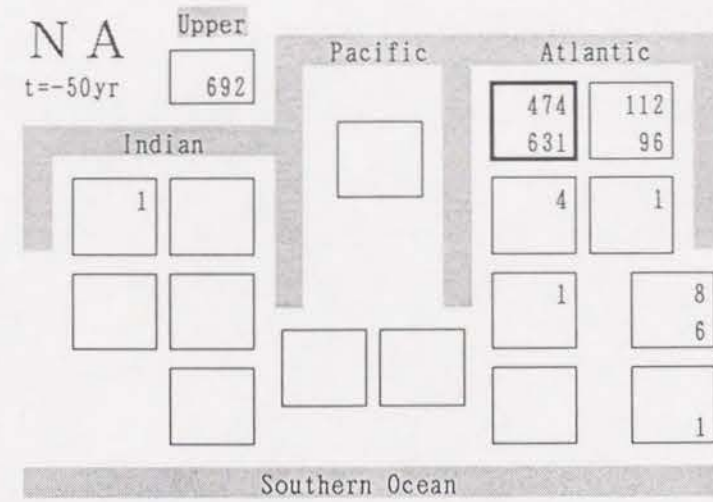 NA
Upper
t=-50yr
692
Pacific
Atlantic
Indian
474
631
112
96
1
4
1
1
8
6
1
Southern Ocean